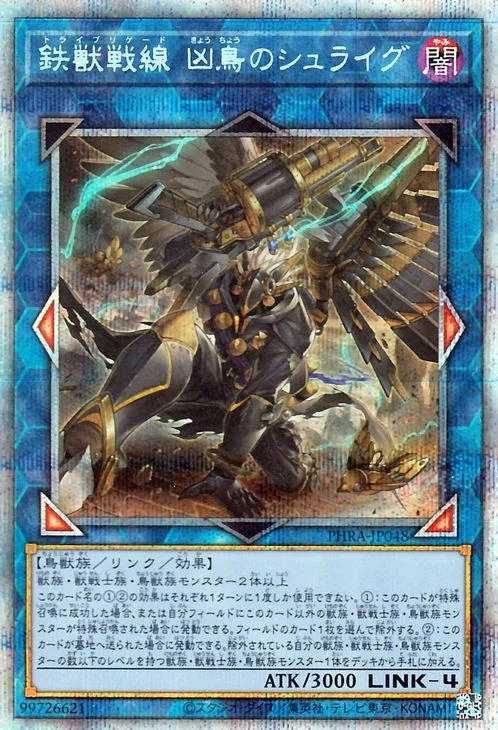 トライブリゲード きょうちょう やみ
鉄獣戦線 凶鳥のシュライグ 闇
PHRA-JP048
【鳥獣族／リンク／効果】
獣族・獣戦士族・鳥獣族モンスター２体以上
このカード名の①②の効果はそれぞれ１ターンに１度しか使用できない。①：このカードが特殊
召喚に成功した場合、または自分フィールドにこのカード以外の獣族・獣戦士族・鳥獣族モン
スターが特殊召喚された場合に発動できる。フィールドのカード１枚を選んで除外する。②：こ
のカードが墓地へ送られた場合に発動できる。除外されている自分の獣族・獣戦士族・鳥獣族モンスタ
ーの数以下のレベルを持つ獣族・獣戦士族・鳥獣族モンスター１体をデッキから手札に加える。
ATK/3000 LINK-4
99726621 ©スタジオ・ダイス／集英社・テレビ東京・KONAMI